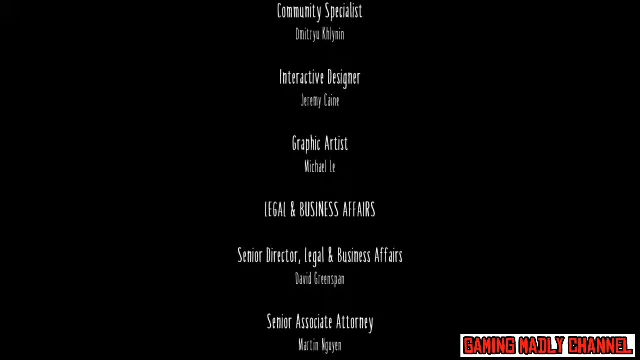 Community Specialist
Dmitryu Khlynin
Interactive Designer
Jeremy Caine
Graphic Artist
Michael Le
LEGAL & BUSINESS AFFAIRS
Senior Director, Legal & Business Affairs
David Greenspan
Senior Associate Attorney
Martin Nguyen
GAMING MADLY CHANNEL